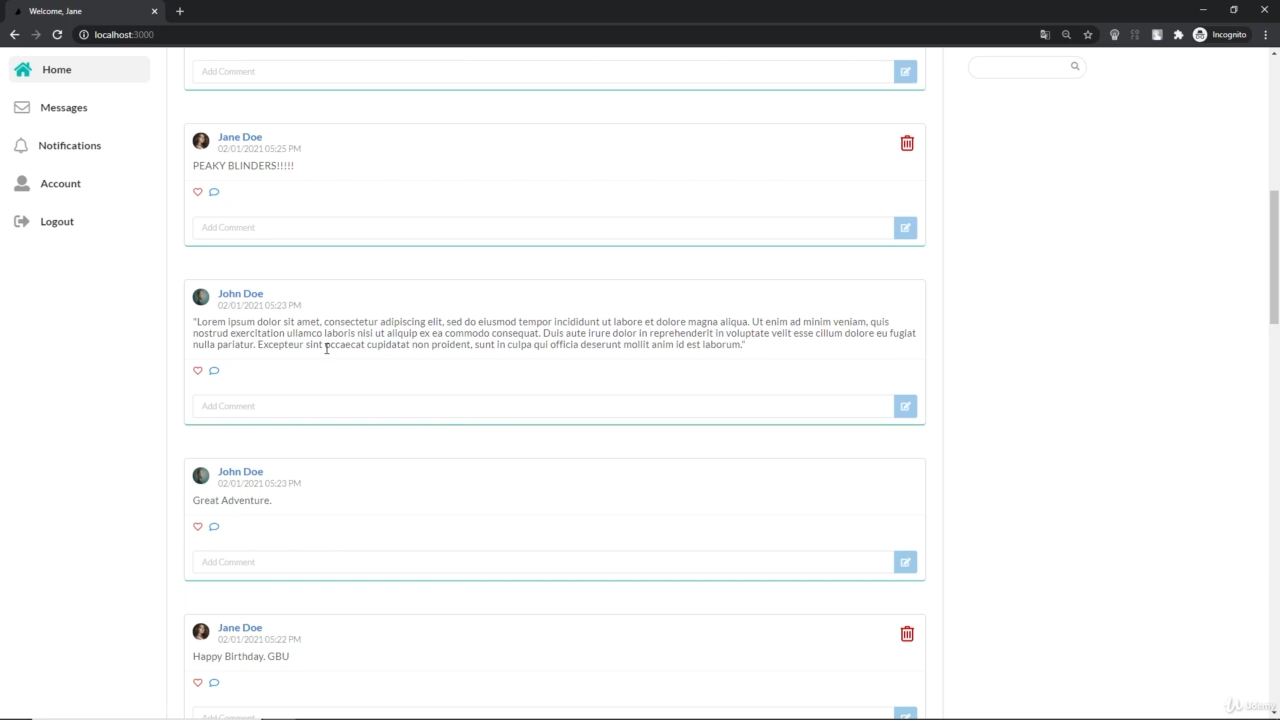 Welcome, Jane
localhost:3000
Incognito
Home
Messages
Notifications
Account
Logout
Add Comment
Jane Doe
02/01/2021 05:25 PM
PEAKY BLINDERS!!!!!
Add Comment
John Doe
02/01/2021 05:23 PM
"Lorem ipsum dolor sit amet, consectetur adipiscing elit, sed do eiusmod tempor incididunt ut labore et dolore magna aliqua. Ut enim ad minim veniam, quis
nostrud exercitation ullamco laboris nisi ut aliquip ex ea commodo consequat. Duis aute irure dolor in reprehenderit in voluptate velit esse cillum dolore eu fugiat
nulla pariatur. Excepteur sint occaecat cupidatat non proident, sunt in culpa qui officia deserunt mollit anim id est laborum."
Add Comment
John Doe
02/01/2021 05:23 PM
Great Adventure.
Add Comment
Jane Doe
02/01/2021 05:22 PM
Happy Birthday. GBU
Add Comment
Udemy